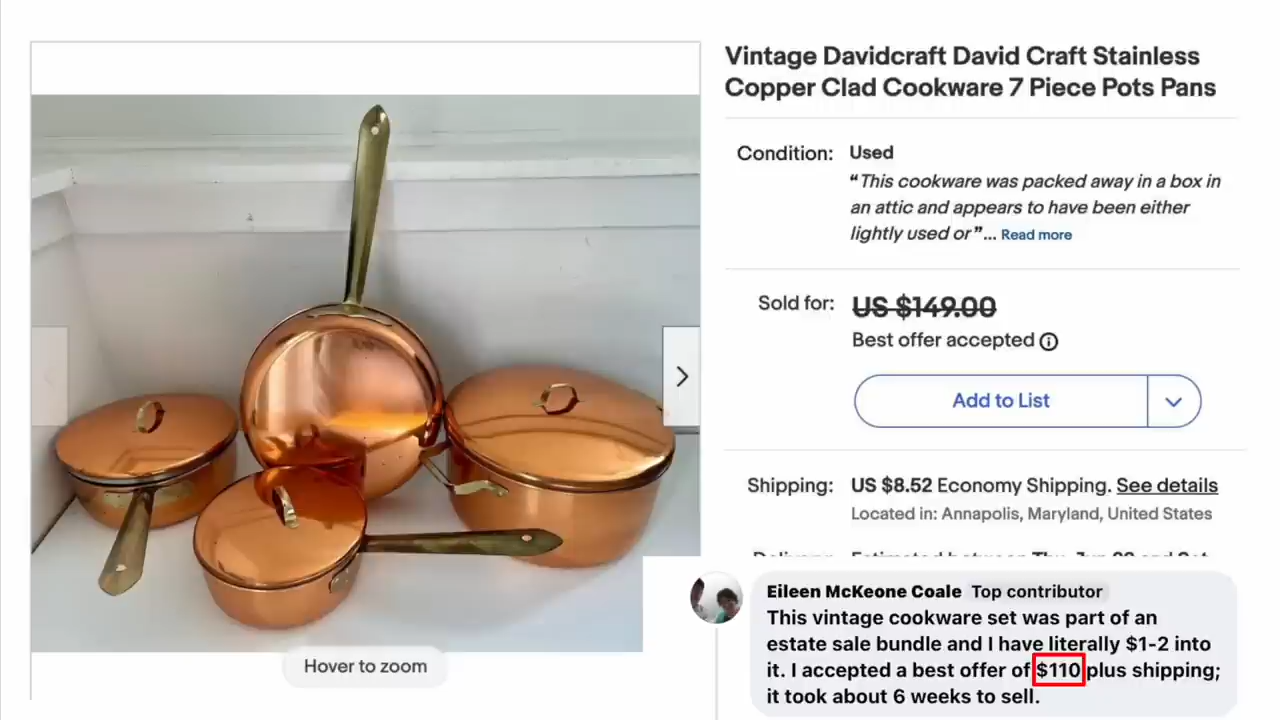 Vintage Davidcraft David Craft Stainless
Copper Clad Cookware 7 Piece Pots Pans
Condition: Used
“This cookware was packed away in a box in
an attic and appears to have been either
lightly used or”... Read more
Sold for: US $149.00
Best offer accepted
Add to List
Shipping: US $8.52 Economy Shipping. See details
Located in: Annapolis, Maryland, United States
Hover to zoom
Eileen McKeone Coale Top contributor
This vintage cookware set was part of an
estate sale bundle and I have literally $1-2 into
it. I accepted a best offer of $110 plus shipping;
it took about 6 weeks to sell.